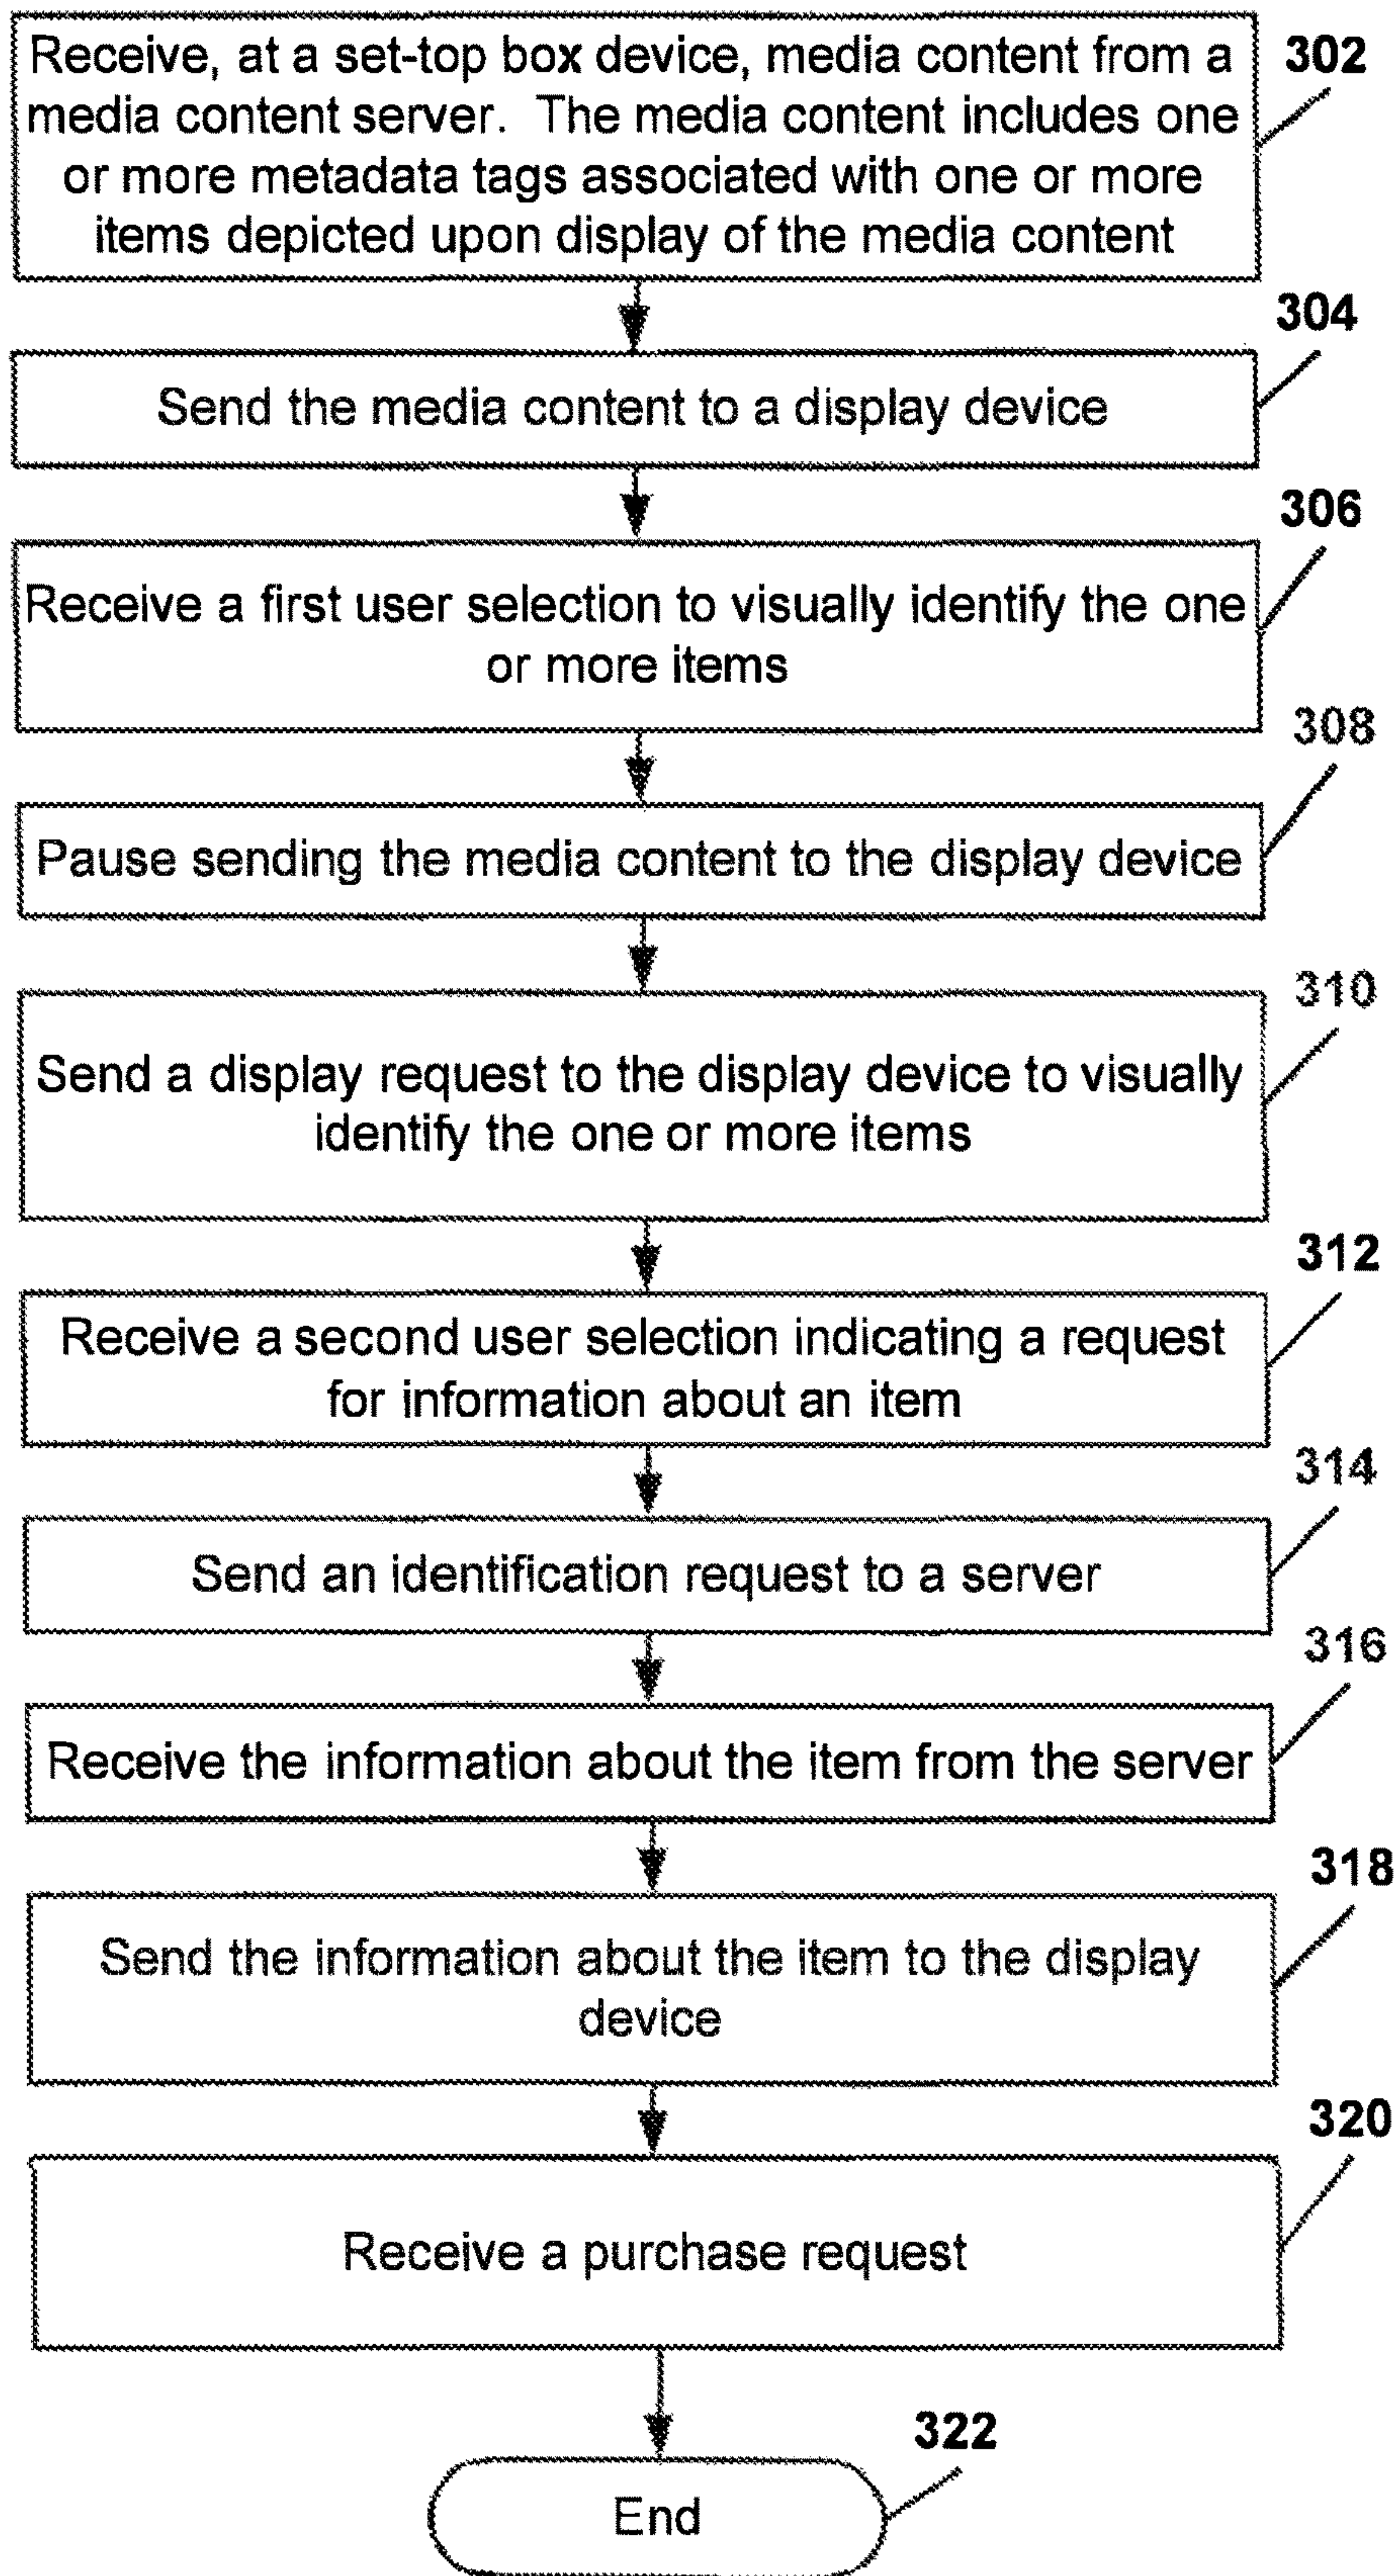 Receive, at a set-top box device, media content from a
302
media content server. The media content includes one
or more metadata tags associated with one or more
items depicted upon display of the media content
304
Send the media content to a display device
306
Receive a first user selection to visually identify the one
or more items
308
Pause sending the media content to the display device
310
Send a display request to the display device to visually
identify the one or more items
312
Receive a second user selection indicating a request
for information about an item
314
Send an identification request to a server
316
Receive the information about the item from the server
318
Send the information about the item to the display
device
320
Receive a purchase request
322
End